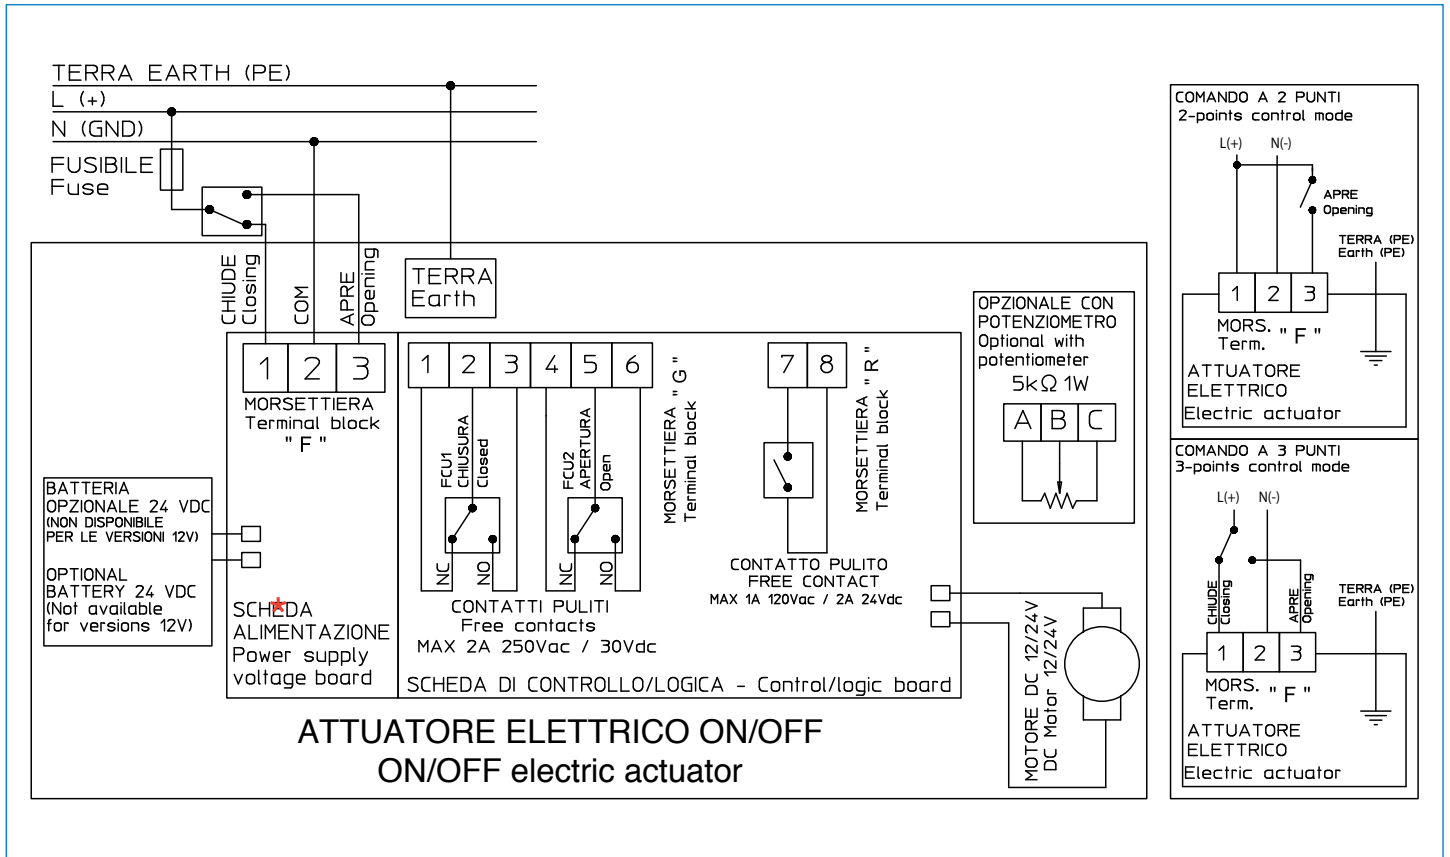 TERRA EARTH (PE)
L (+)
N (GND)
FUSIBILE
Fuse
CHIUDE
Closing
COM
APRE
Opening
TERRA
Earth
1 2 3
MORSETTIERA
Terminal block
" F "
1 2 3 4 5 6
FCU1
CHIUSURA
Closed
FCU2
APERTURA
Open
NC
NO
NC
NO
MORSETTIERA " G "
Terminal block
CONTATTI PULITI
Free contacts
MAX 2A 250Vac / 30Vdc
7 8
MORSETTIERA " R "
Terminal block
CONTATTO PULITO
FREE CONTACT
MAX 1A 120Vac / 2A 24Vdc
OPZIONALE CON
POTENZIOMETRO
Optional with
potentiometer
5kΩ 1W
A B C
BATTERIA
OPZIONALE 24 VDC
(NON DISPONIBILE
PER LE VERSIONI 12V)
OPTIONAL
BATTERY 24 VDC
(Not available
for versions 12V)
SCHEDA
ALIMENTAZIONE
Power supply
voltage board
SCHEDA DI CONTROLLO/LOGICA - Control/logic board
MOTORE DC 12/24V
DC Motor 12/24V
ATTUATORE ELETTRICO ON/OFF
ON/OFF electric actuator
COMANDO A 2 PUNTI
2-points control mode
L(+) N(-)
APRE
Opening
TERRA (PE)
Earth (PE)
1 2 3
MORS. " F "
Term.
ATTUATORE
ELETTRICO
Electric actuator
COMANDO A 3 PUNTI
3-points control mode
L(+) N(-)
CHIUDE
Closing
APRE
Opening
TERRA (PE)
Earth (PE)
1 2 3
MORS. " F "
Term.
ATTUATORE
ELETTRICO
Electric actuator